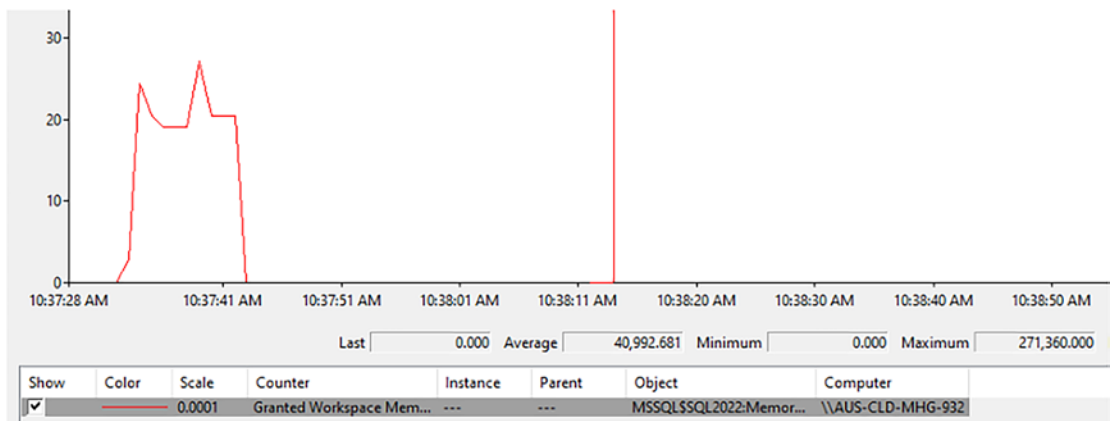 30
20
10
0
10:37:28 AM 10:37:41 AM 10:37:51 AM 10:38:01 AM 10:38:11 AM 10:38:20 AM 10:38:30 AM 10:38:40 AM 10:38:50 AM
Last 0.000 Average 40,992.681 Minimum 0.000 Maximum 271,360.000
Show Color Scale Counter Instance Parent Object Computer
0.0001 Granted Workspace Mem... --- --- MSSQL$SQL2022:Memor... \\AUS-CLD-MHG-932